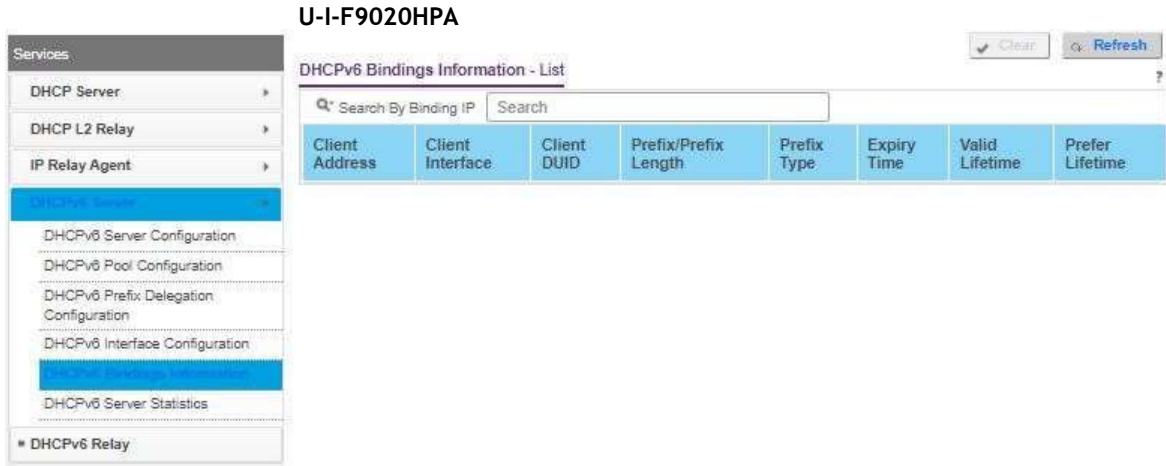 U-I-F9020HPA
Services
DHCP Server
DHCP L2 Relay
IP Relay Agent
DHCPv6 Server
DHCPv6 Server Configuration
DHCPv6 Pool Configuration
DHCPv6 Prefix Delegation
Configuration
DHCPv6 Interface Configuration
DHCPv6 Bindings Information
DHCPv6 Server Statistics
DHCPv6 Relay
Clear
Refresh
DHCPv6 Bindings Information - List
?
Search By Binding IP Search
Client Address
Client Interface
Client DUID
Prefix/Prefix Length
Prefix Type
Expiry Time
Valid Lifetime
Prefer Lifetime